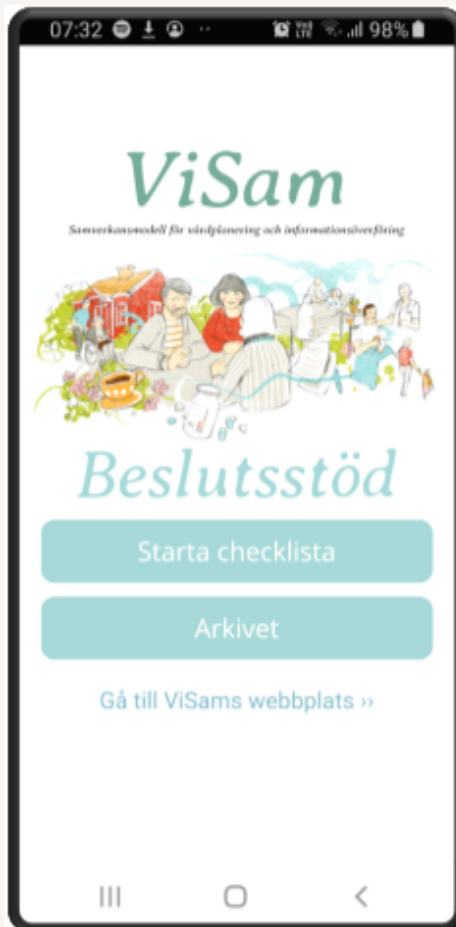 07:32 98%
ViSam
Samverkansmodell för vårdplanering och informationsöverföring
Beslutsstöd
Starta checklista
Arkivet
Gå till ViSams webbplats ››